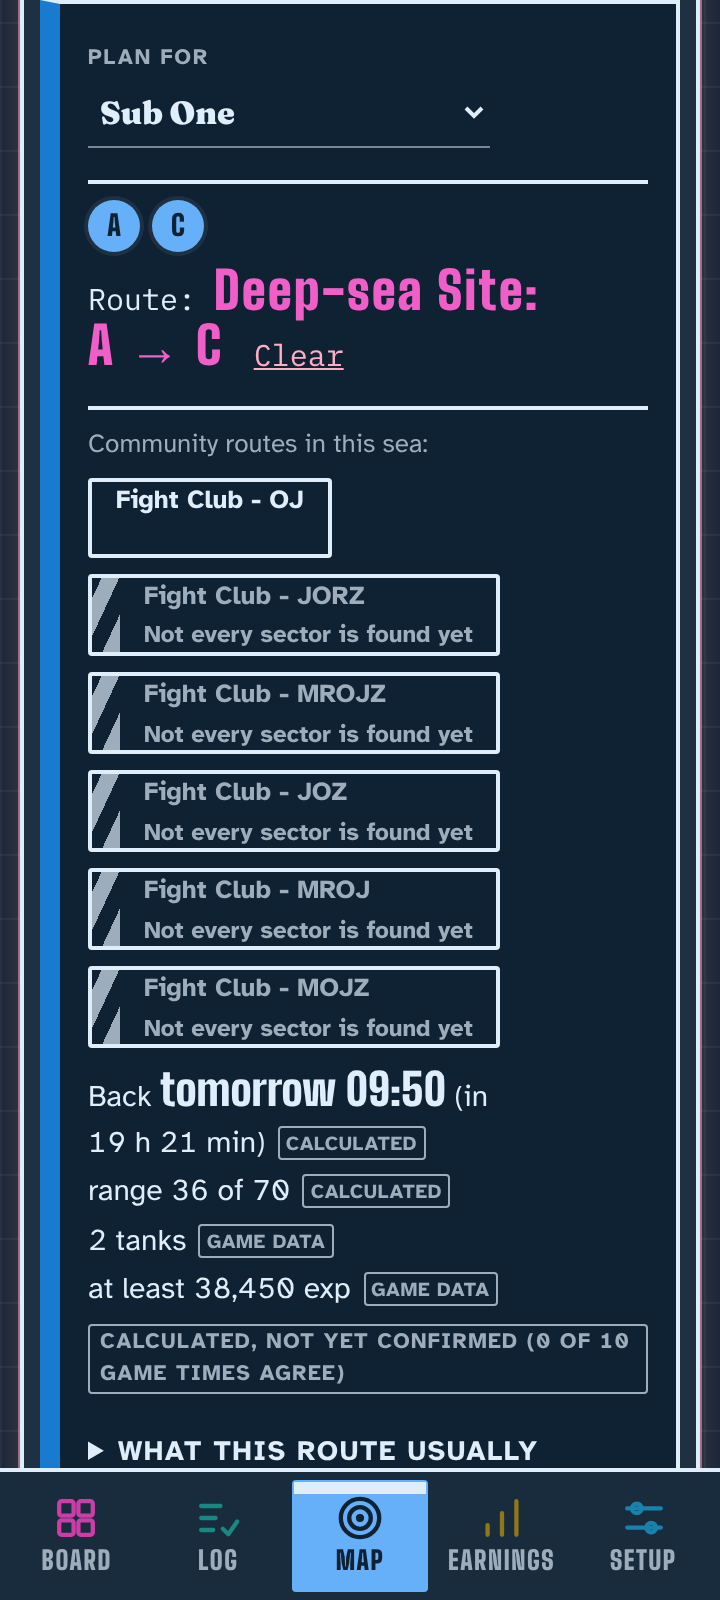 PLAN FOR
Sub One
A C
Route: Deep-sea Site:
A → C Clear
Community routes in this sea:
Fight Club - OJ
Fight Club - JORZ
Not every sector is found yet
Fight Club - MROJZ
Not every sector is found yet
Fight Club - JOZ
Not every sector is found yet
Fight Club - MROJ
Not every sector is found yet
Fight Club - MOJZ
Not every sector is found yet
Back tomorrow 09:50 (in
19 h 21 min) CALCULATED
range 36 of 70 CALCULATED
2 tanks GAME DATA
at least 38,450 exp GAME DATA
CALCULATED, NOT YET CONFIRMED (0 OF 10
GAME TIMES AGREE)
WHAT THIS ROUTE USUALLY
BOARD LOG MAP EARNINGS SETUP